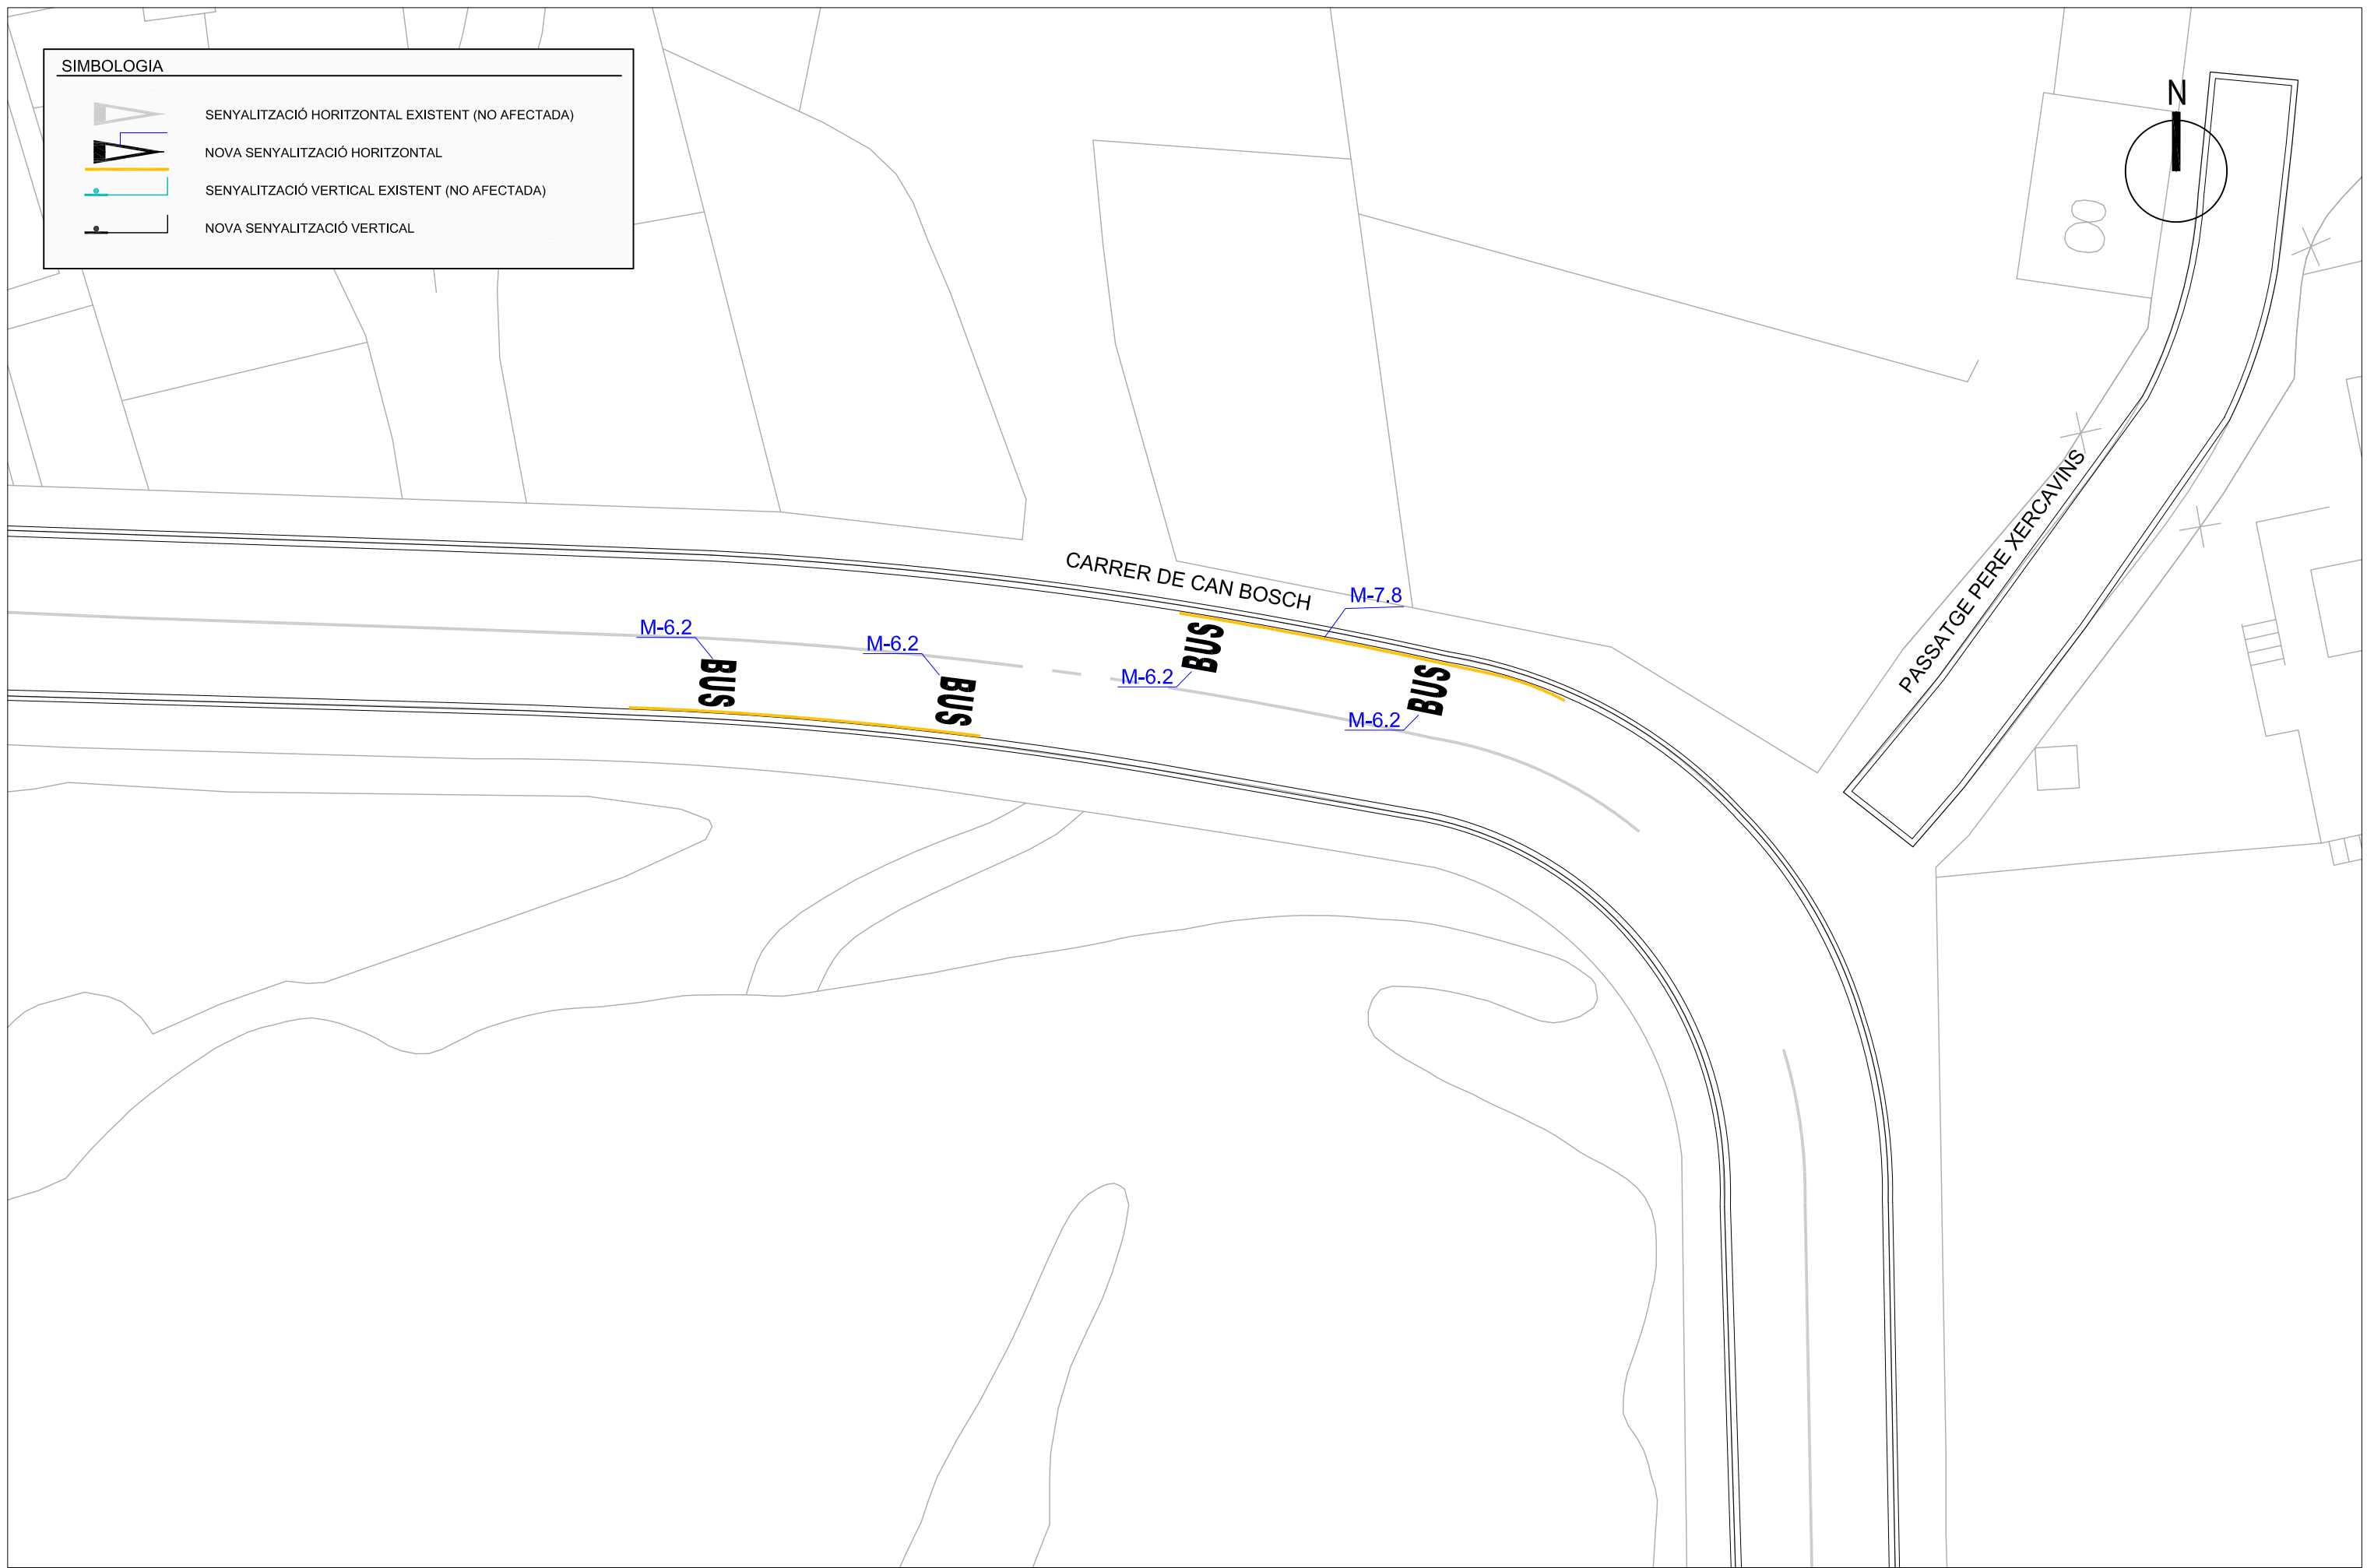 SIMBOLOGIA
SENYALITZACIÓ HORITZONTAL EXISTENT (NO AFECTADA)
NOVA SENYALITZACIÓ HORITZONTAL
SENYALITZACIÓ VERTICAL EXISTENT (NO AFECTADA)
NOVA SENYALITZACIÓ VERTICAL
N
PASSATGE PERE XERCAVINS
CARRER DE CAN BOSCH
M-7.8
M-6.2
BUS
M-6.2
BUS
BUS
M-6.2
BUS
M-6.2